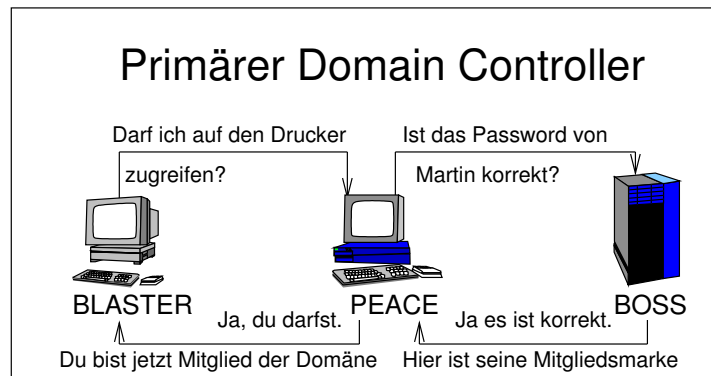 Primärer Domain Controller
Darf ich auf den Drucker
zugreifen?
Ist das Password von
Martin korrekt?
BLASTER
PEACE
BOSS
Ja, du darfst.
Du bist jetzt Mitglied der Domäne
Ja es ist korrekt.
Hier ist seine Mitgliedsmarke